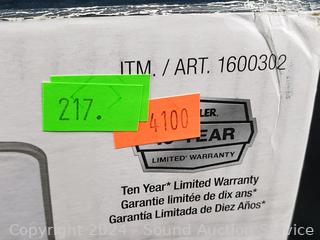 ITM. / ART. 1600302
217.
4100
YEAR
LIMITED* WARRANTY
Ten Year* Limited Warranty
Garantie limitée de dix ans*
Garantía Limitada de Diez Años*
Copyright 2024 - Sound Auction Service